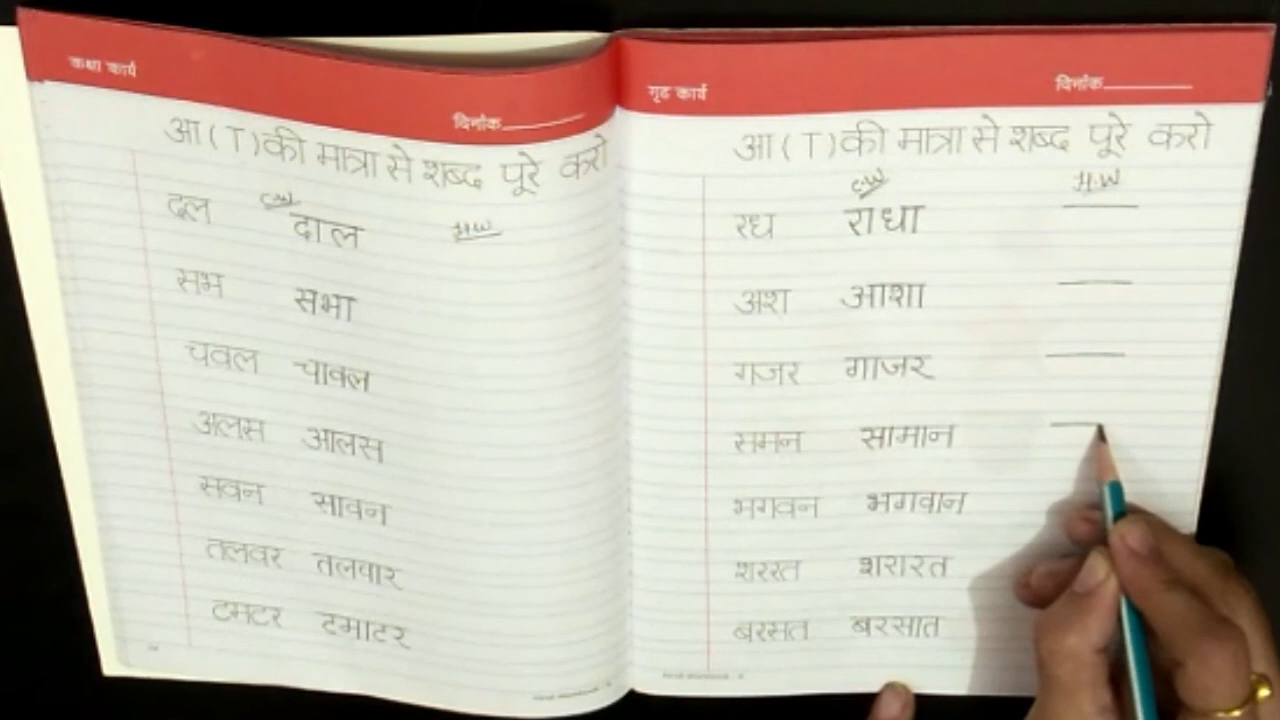 कक्षा कार्य
दिनांक
आ (ा) की मात्रा से शब्द पूरे करो
C.W
H.W
दल दाल
सभ सभा
चवल चावल
अलस आलस
सवन सावन
तलवर तलवार
टमटर टमाटर
गृह कार्य
दिनांक
आ (ा) की मात्रा से शब्द पूरे करो
C.W H.W
रध राधा
अश आशा
गजर गाजर
समन सामान
भगवन भगवान
शररत शरारत
बरसत बरसात